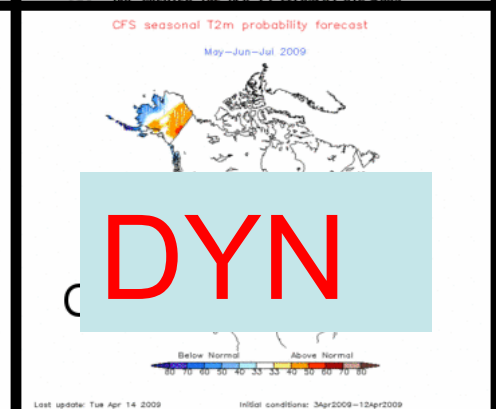 CFS seasonal T2m probability forecast
May-Jun-Jul 2009
DYN
Below Normal Above Normal
80 70 60 50 40 33 33 40 50 60 70 80
Last update: Tue Apr 14 2009 Initial conditions: 3Apr2009-12Apr2009